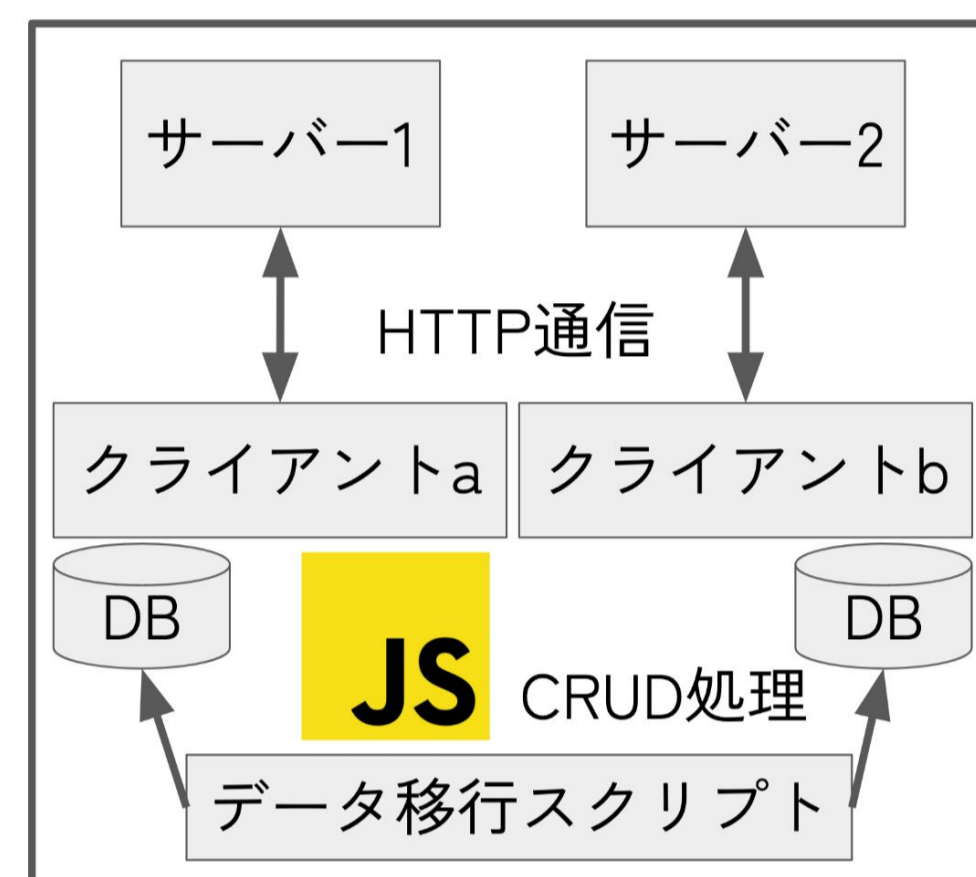 サーバー1
サーバー2
HTTP通信
クライアントa
クライアントb
DB
DB
JS
CRUD処理
データ移行スクリプト